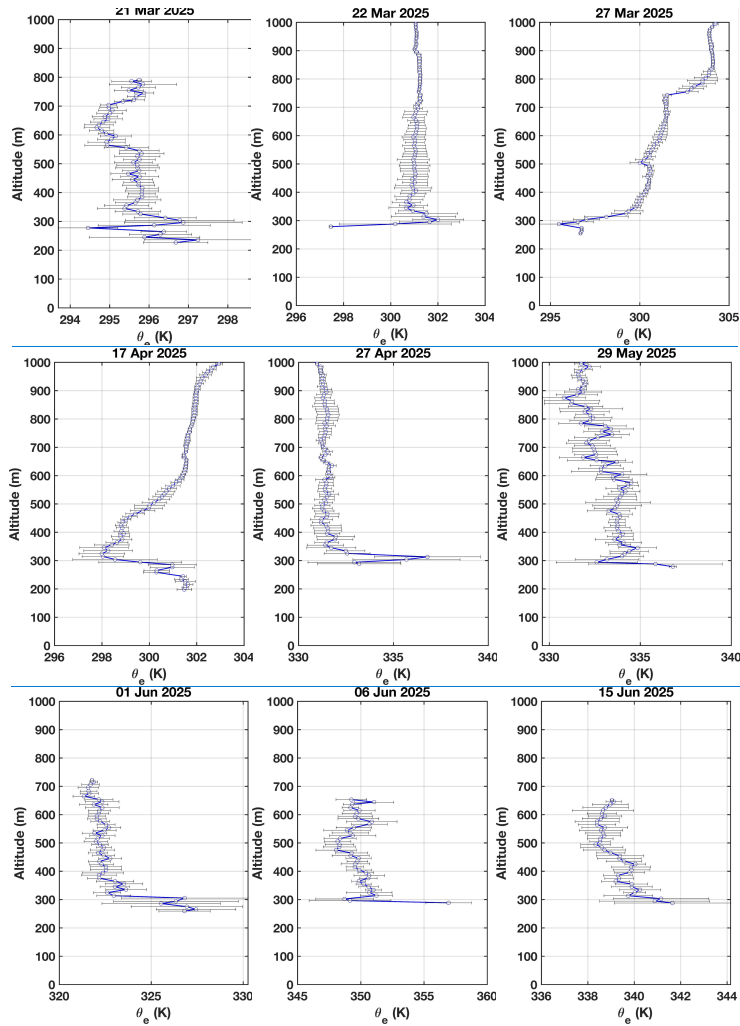 21 Mar 2025
22 Mar 2025
27 Mar 2025
1000 900 800 700 600 500 400 300 200 100 0
1000 900 800 700 600 500 400 300 200 100 0
1000 900 800 700 600 500 400 300 200 100 0
Altitude (m)
Altitude (m)
Altitude (m)
294 295 296 297 298
296 298 300 302 304
295 300 305
θe (K)
θe (K)
θe (K)
17 Apr 2025
27 Apr 2025
29 May 2025
1000 900 800 700 600 500 400 300 200 100 0
1000 900 800 700 600 500 400 300 200 100 0
1000 900 800 700 600 500 400 300 200 100 0
Altitude (m)
Altitude (m)
Altitude (m)
296 298 300 302 304
330 335 340
330 335 340
θe (K)
θe (K)
θe (K)
01 Jun 2025
06 Jun 2025
15 Jun 2025
1000 900 800 700 600 500 400 300 200 100 0
1000 900 800 700 600 500 400 300 200 100 0
1000 900 800 700 600 500 400 300 200 100 0
Altitude (m)
Altitude (m)
Altitude (m)
320 325 330
345 350 355 360
336 338 340 342 344
θe (K)
θe (K)
θe (K)